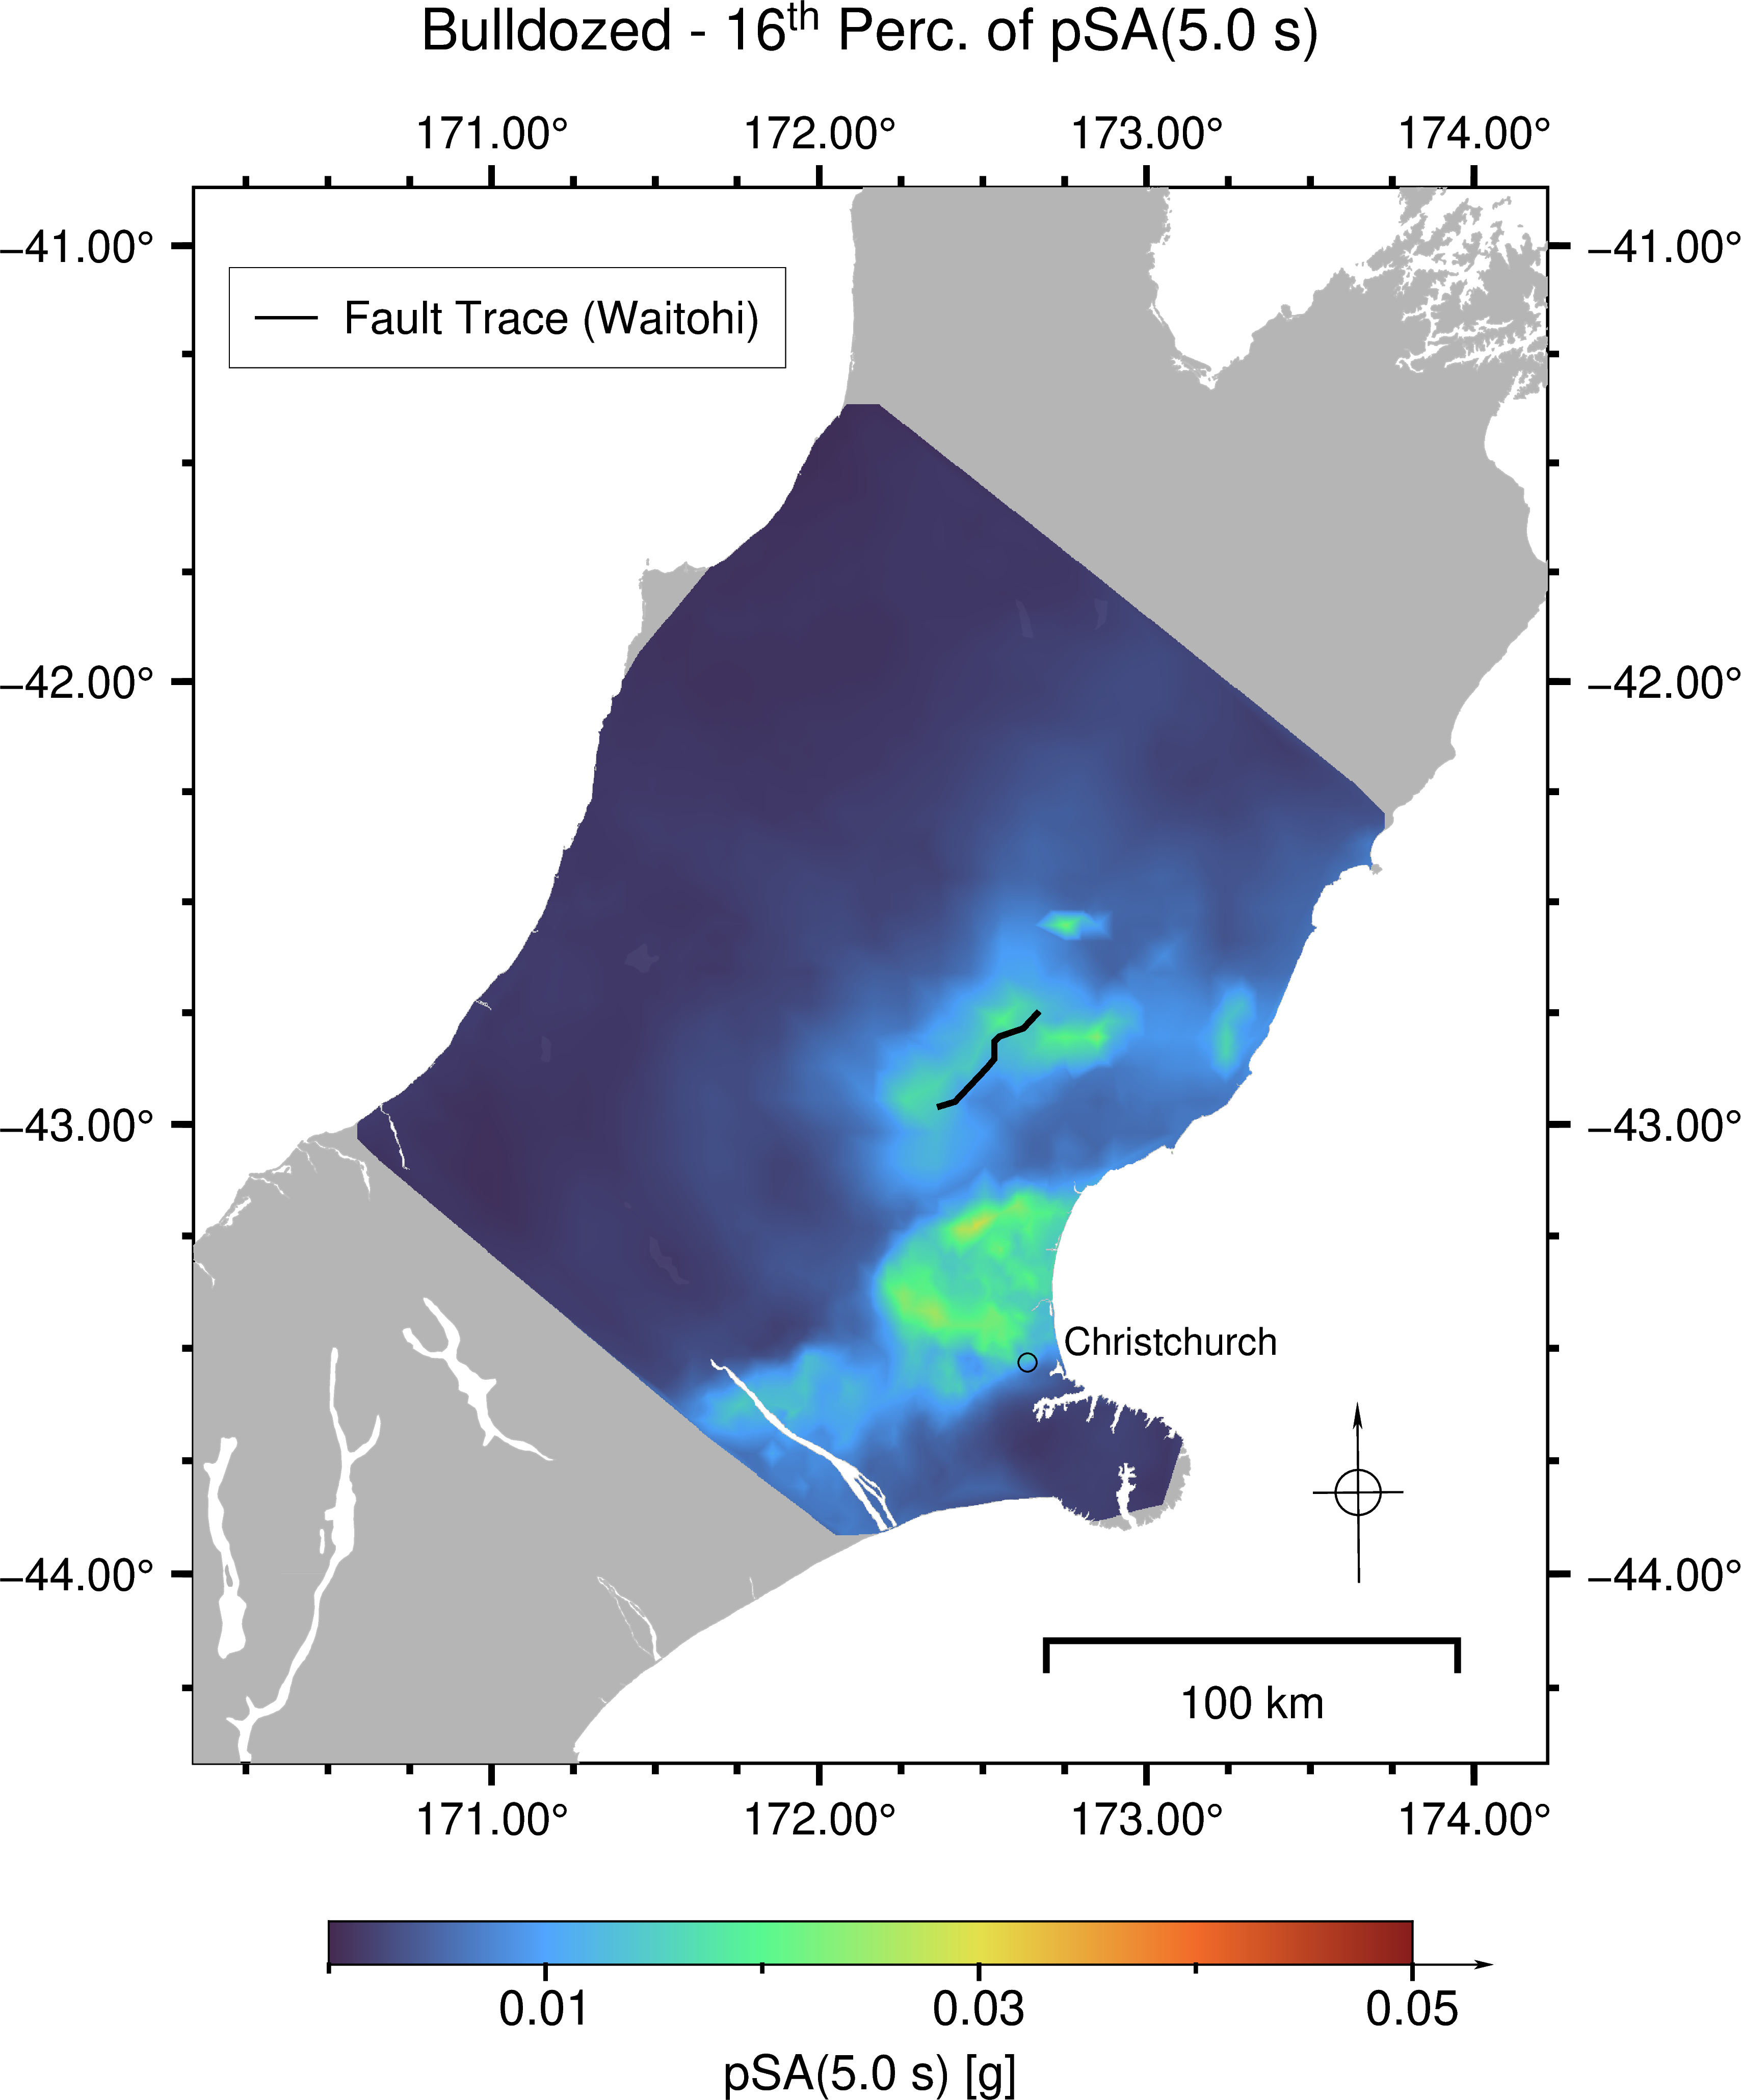 Bulldozed - 16th Perc. of pSA(5.0 s)
171.00° 172.00° 173.00° 174.00°
−41.00° −41.00°
Fault Trace (Waitohi)
−42.00° −42.00°
−43.00° −43.00°
Christchurch
−44.00° −44.00°
100 km
171.00° 172.00° 173.00° 174.00°
0.01 0.03 0.05
pSA(5.0 s) [g]